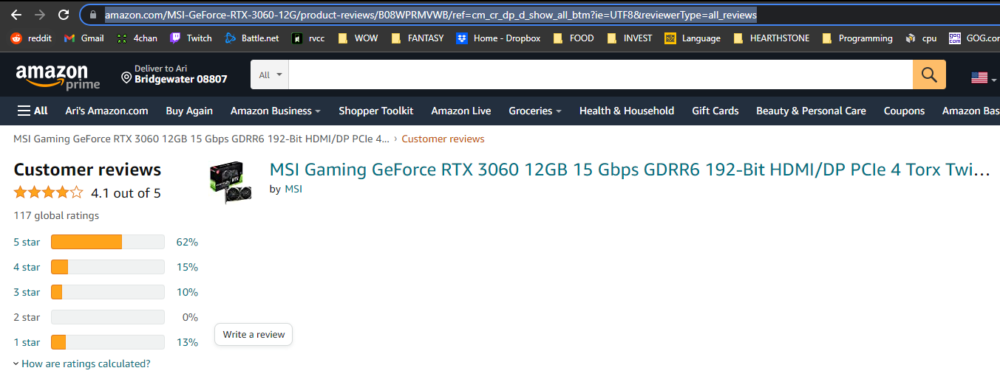 amazon.com/MSI-GeForce-RTX-3060-12G/product-reviews/B08WPRMVWB/ref=cm_cr_dp_d_show_all_btm?ie=UTF8&reviewerType=all_reviews
reddit Gmail 4chan Twitch Battle.net rvcc WOW FANTASY Home - Dropbox FOOD INVEST Language HEARTHSTONE Programming cpu GOG.cor
amazon prime
Deliver to Ari
Bridgewater 08807
All
All Ari's Amazon.com Buy Again Amazon Business Shopper Toolkit Amazon Live Groceries Health & Household Gift Cards Beauty & Personal Care Coupons Amazon Bas
MSI Gaming GeForce RTX 3060 12GB 15 Gbps GDRR6 192-Bit HDMI/DP PCIe 4... › Customer reviews
Customer reviews
4.1 out of 5
117 global ratings
5 star 62%
4 star 15%
3 star 10%
2 star 0%
1 star 13%
How are ratings calculated?
MSI Gaming GeForce RTX 3060 12GB 15 Gbps GDRR6 192-Bit HDMI/DP PCIe 4 Torx Twi...
by MSI
Write a review